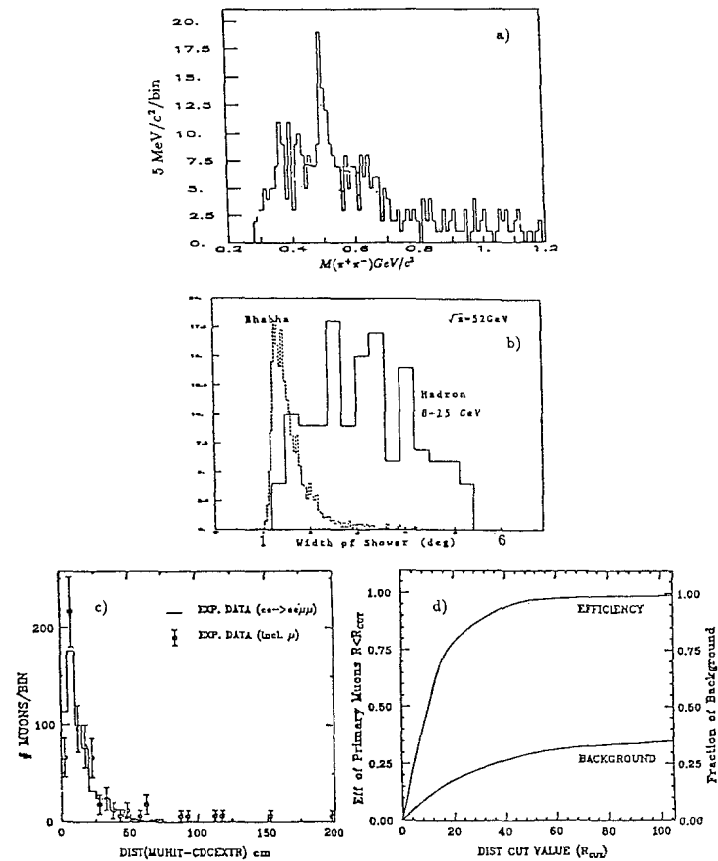 a)
20.
17.5
15.
12.5
10.
7.5
5.
2.5
0.
5 MeV/c²/bin
0.2 0.4 0.6 0.8 1.0 1.2
M(π⁺π⁻)GeV/c²
Bhabha
√s=52GeV
b)
Hadron
8-25 GeV
1 6
Width of Shower (deg)
c)
EXP. DATA (ee->eeμμ)
EXP. DATA (incl. μ)
200
100
0
# MUONS/BIN
0 50 100 150 200
DIST(MUHIT-CDCEXTR) cm
d)
1.00 1.00
EFFICIENCY
0.75 0.75
0.50 0.50
0.25 0.25
BACKGROUND
0.00 0.00
Eff of Primary Muons R<R_CUT
Fraction of Background
0 20 40 60 80 100
DIST CUT VALUE (R_CUT)